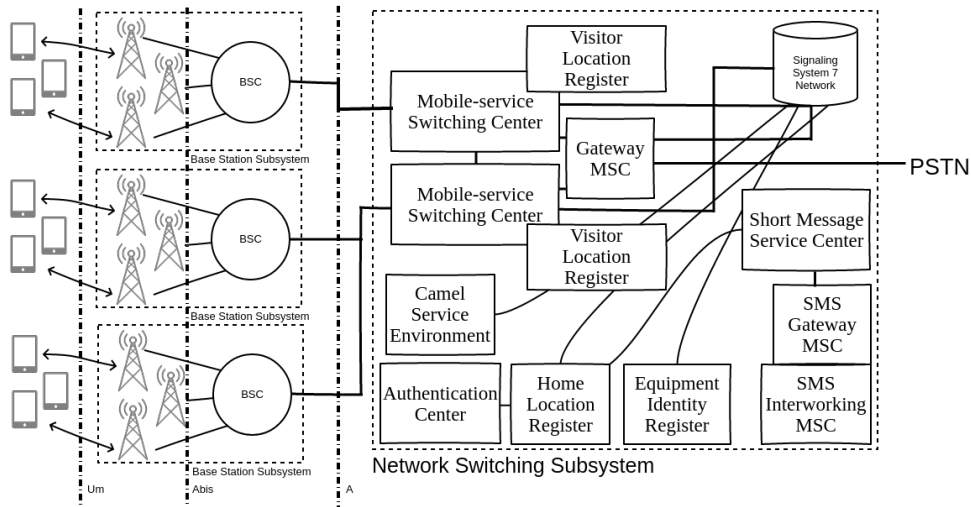 Visitor
Location
Register
Signaling
System 7
Network
BSC
Mobile-service
Switching Center
Gateway
MSC
Base Station Subsystem
PSTN
Mobile-service
Switching Center
Short Message
Service Center
BSC
Visitor
Location
Register
Camel
Service
Environment
SMS
Gateway
MSC
Base Station Subsystem
Authentication
Center
Home
Location
Register
Equipment
Identity
Register
SMS
Interworking
MSC
BSC
Base Station Subsystem
Network Switching Subsystem
Um
Abis
A